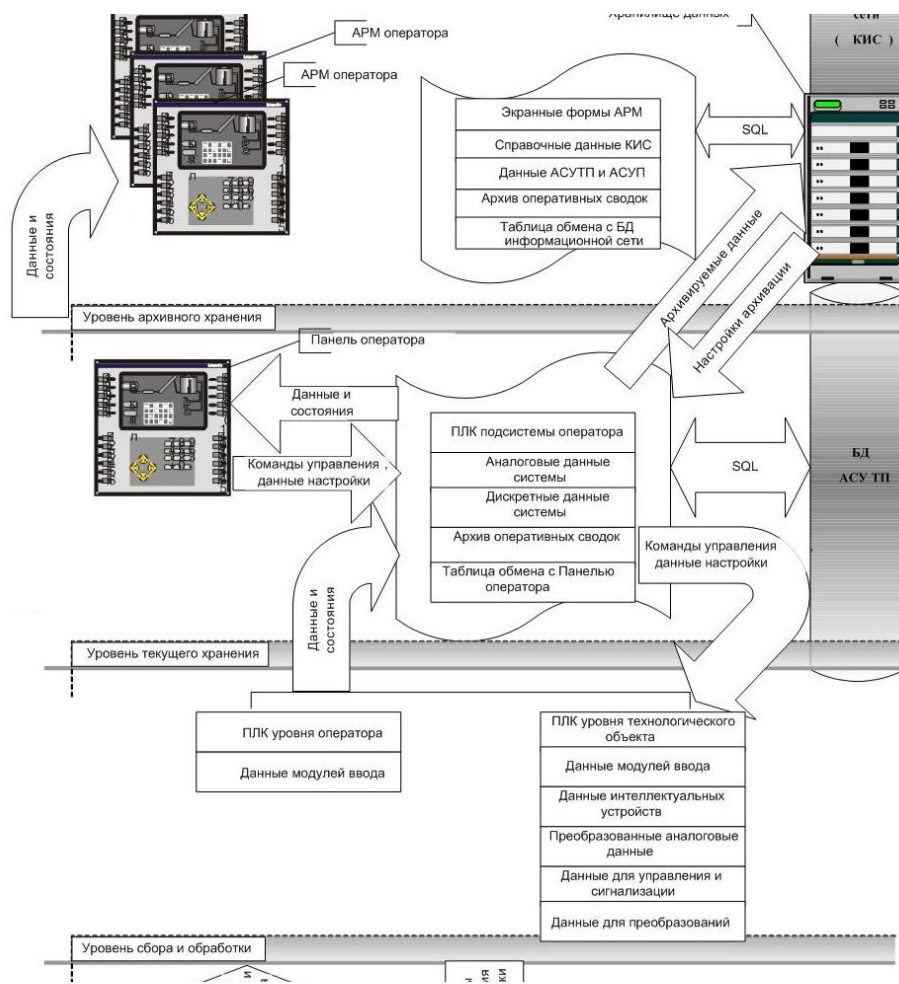 Хранилище данных
сети
( КИС )
АРМ оператора
АРМ оператора
Экранные формы АРМ
Справочные данные КИС
Данные АСУТП и АСУП
Архив оперативных сводок
Таблица обмена с БД
информационной сети
SQL
Данные и
состояния
Архивируемые данные
Настройки архивации
Уровень архивного хранения
Панель оператора
Данные и
состояния
Команды управления ,
данные настройки
ПЛК подсистемы оператора
Аналоговые данные
системы
Дискретные данные
системы
Архив оперативных сводок
Таблица обмена с Панелью
оператора
SQL
БД
АСУ ТП
Команды управления
данные настройки
Данные и
состояния
Уровень текущего хранения
ПЛК уровня оператора
Данные модулей ввода
ПЛК уровня технологического
объекта
Данные модулей ввода
Данные интеллектуальных
устройств
Преобразованные аналоговые
данные
Данные для управления и
сигнализации
Данные для преобразований
Уровень сбора и обработки